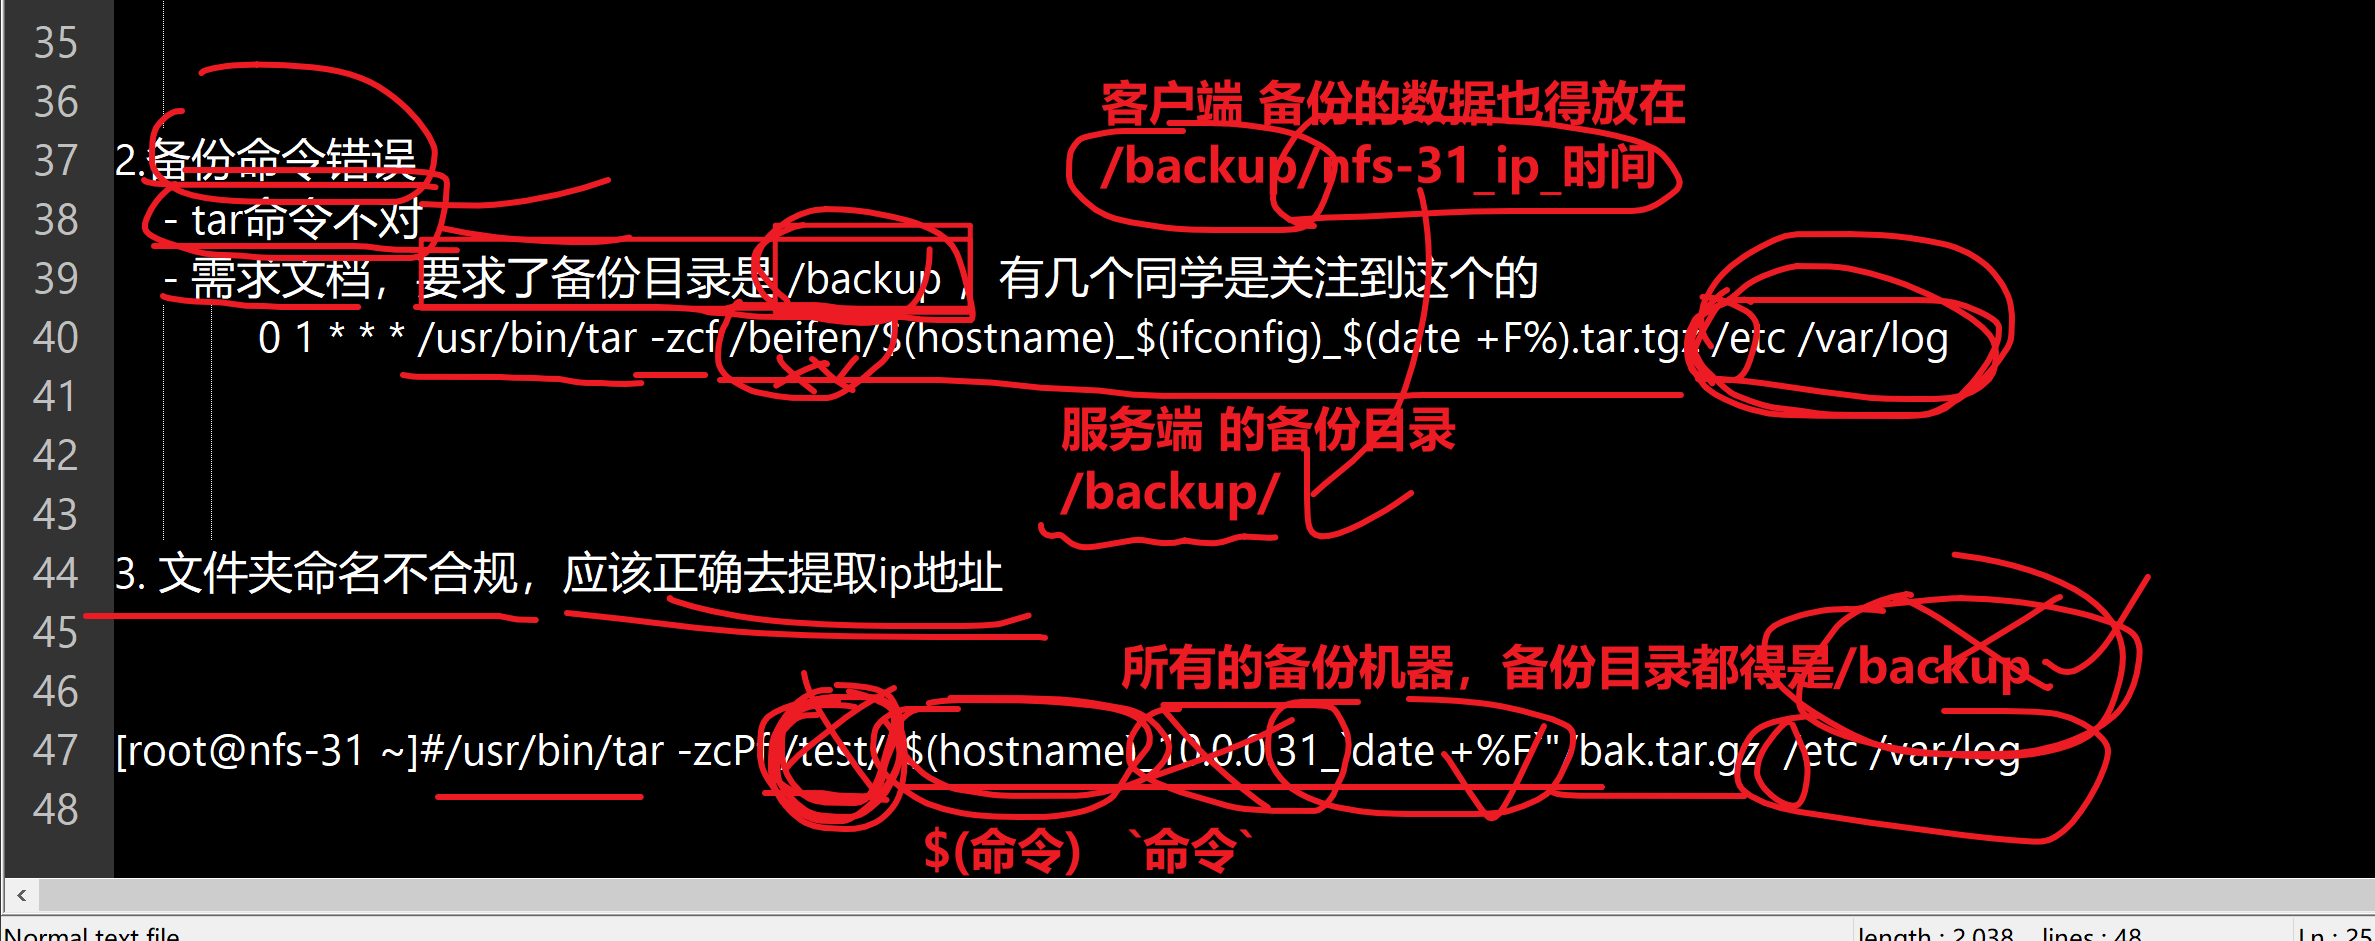 35
36
客户端 备份的数据也得放在
/backup/nfs-31_ip_时间
37 2.备份命令错误
38 - tar命令不对
39 - 需求文档，要求了备份目录是 /backup ， 有几个同学是关注到这个的
40 0 1 * * * /usr/bin/tar -zcf /beifen/$(hostname)_$(ifconfig)_$(date +F%).tar.tgz /etc /var/log
41
服务端 的备份目录
42
/backup/
43
44 3. 文件夹命名不合规，应该正确去提取ip地址
45
所有的备份机器，备份目录都得是/backup
46
47 [root@nfs-31 ~]#/usr/bin/tar -zcPf /test/"$(hostname)_10.0.0.31_`date +%F`"/bak.tar.gz /etc /var/log
48
$(命令) `命令`
Normal text file length : 2,038 lines : 48 Ln : 25